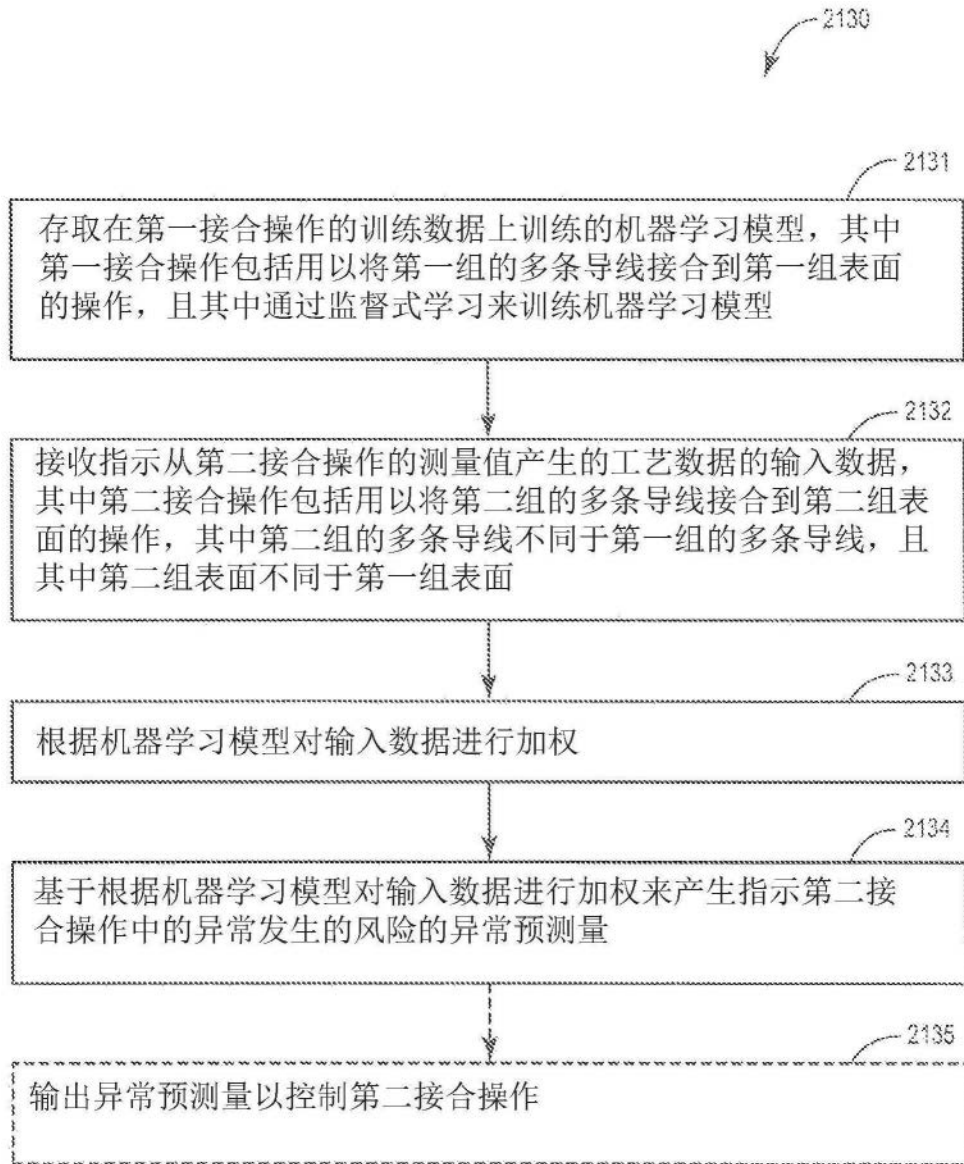 2130
2131
存取在第一接合操作的训练数据上训练的机器学习模型，其中
第一接合操作包括用以将第一组的多条导线接合到第一组表面
的操作，且其中通过监督式学习来训练机器学习模型
2132
接收指示从第二接合操作的测量值产生的工艺数据的输入数据，
其中第二接合操作包括用以将第二组的多条导线接合到第二组表
面的操作，其中第二组的多条导线不同于第一组的多条导线，且
其中第二组表面不同于第一组表面
2133
根据机器学习模型对输入数据进行加权
2134
基于根据机器学习模型对输入数据进行加权来产生指示第二接
合操作中的异常发生的风险的异常预测量
2135
输出异常预测量以控制第二接合操作